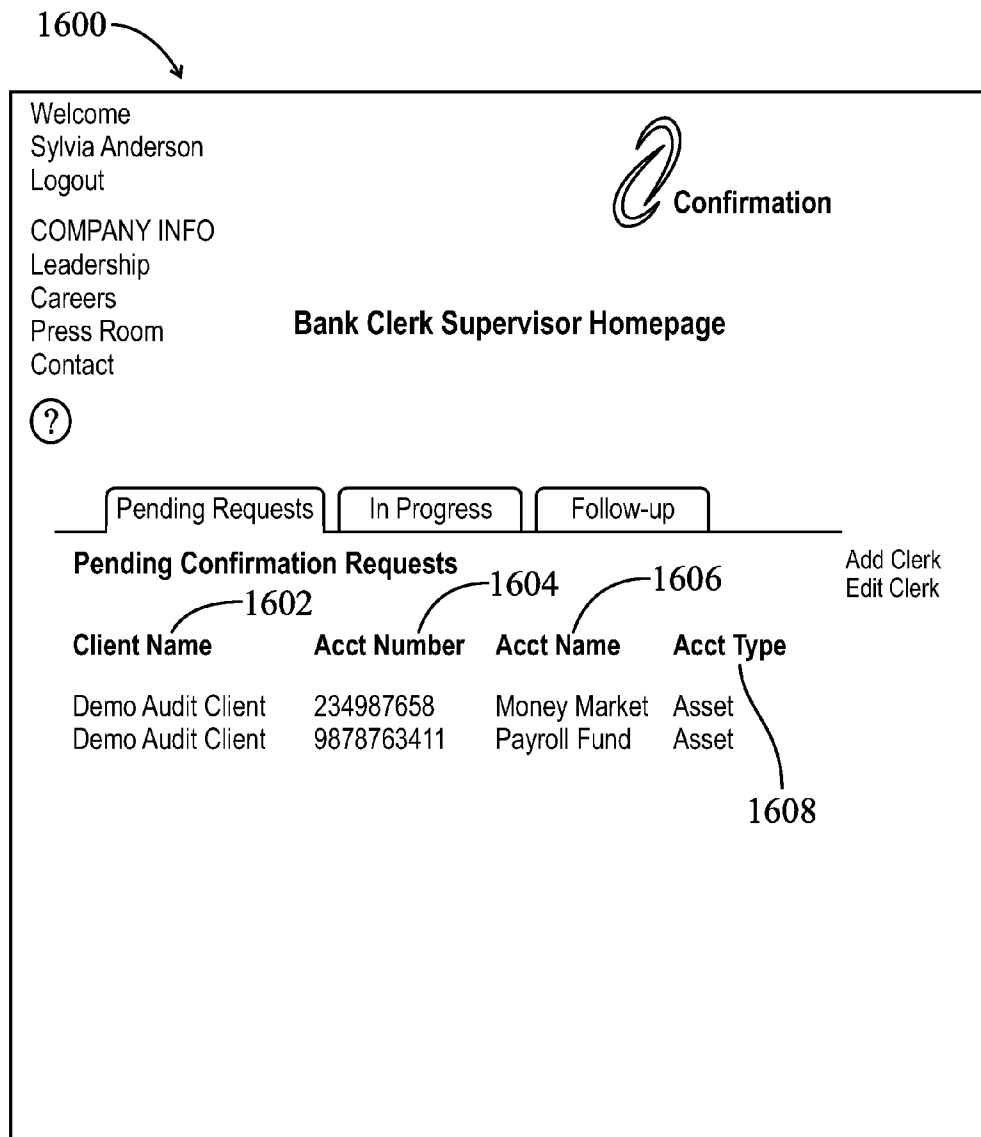 1600
Welcome
Sylvia Anderson
Logout
Confirmation
COMPANY INFO
Leadership
Careers
Press Room
Contact
Bank Clerk Supervisor Homepage
?
Pending Requests In Progress Follow-up
Pending Confirmation Requests
Add Clerk
Edit Clerk
1602 1604 1606
Client Name Acct Number Acct Name Acct Type
Demo Audit Client 234987658 Money Market Asset
Demo Audit Client 9878763411 Payroll Fund Asset
1608